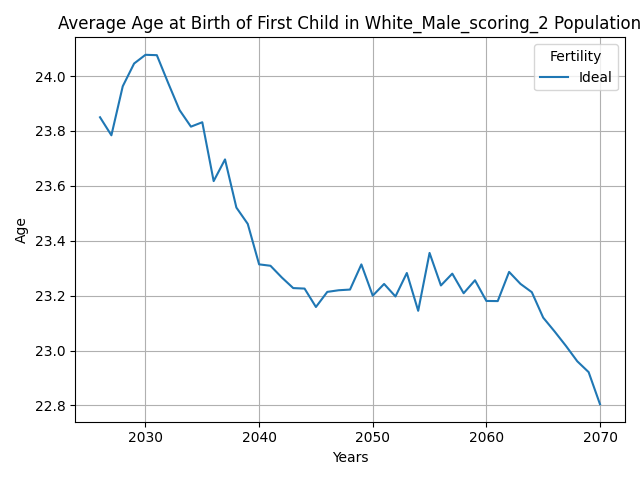 Average Age at Birth of First Child in White_Male_scoring_2 Population
Fertility
Ideal
Age
24.0
23.8
23.6
23.4
23.2
23.0
22.8
2030 2040 2050 2060 2070
Years